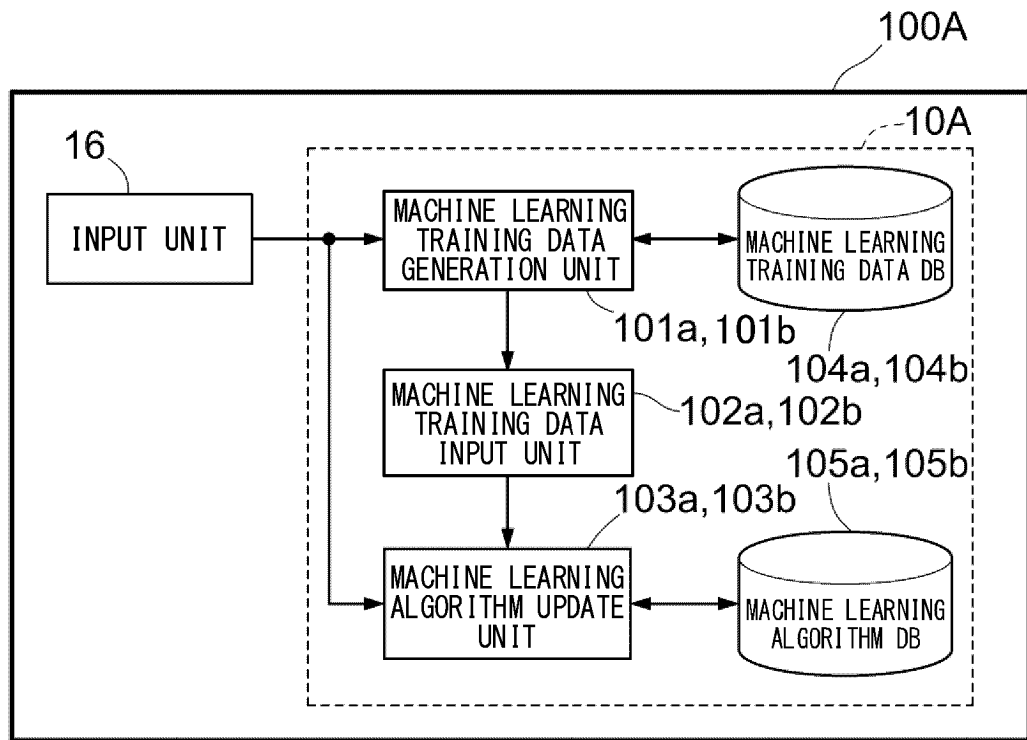 100A
10A
16
INPUT UNIT
MACHINE LEARNING
TRAINING DATA
GENERATION UNIT
MACHINE LEARNING
TRAINING DATA DB
101a, 101b
104a,104b
MACHINE LEARNING
TRAINING DATA
INPUT UNIT
102a,102b
105a,105b
103a,103b
MACHINE LEARNING
ALGORITHM UPDATE
UNIT
MACHINE LEARNING
ALGORITHM DB